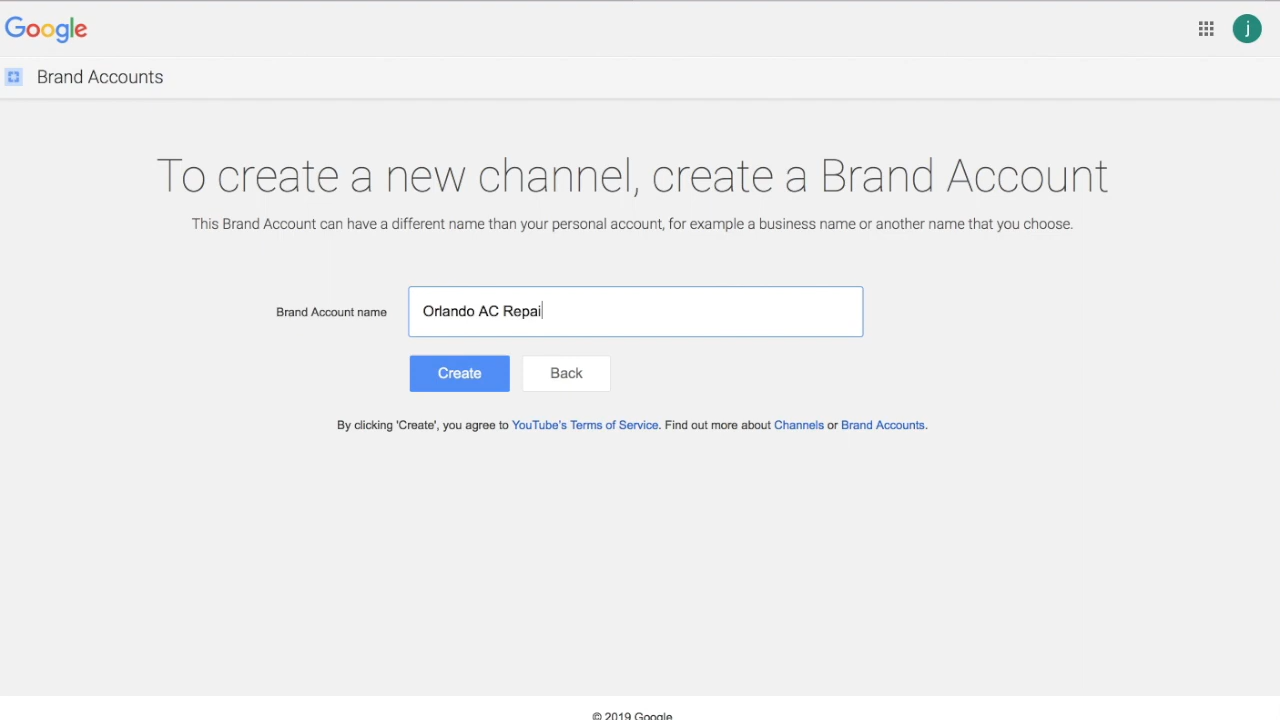 Google
j
Brand Accounts
To create a new channel, create a Brand Account
This Brand Account can have a different name than your personal account, for example a business name or another name that you choose.
Brand Account name
Orlando AC Repai
Create Back
By clicking 'Create', you agree to YouTube's Terms of Service. Find out more about Channels or Brand Accounts.
© 2019 Google